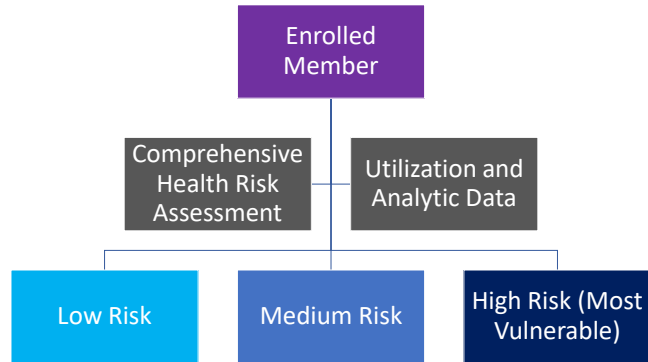 Enrolled
Member
Comprehensive
Health Risk
Assessment
Utilization and
Analytic Data
Low Risk
Medium Risk
High Risk (Most
Vulnerable)